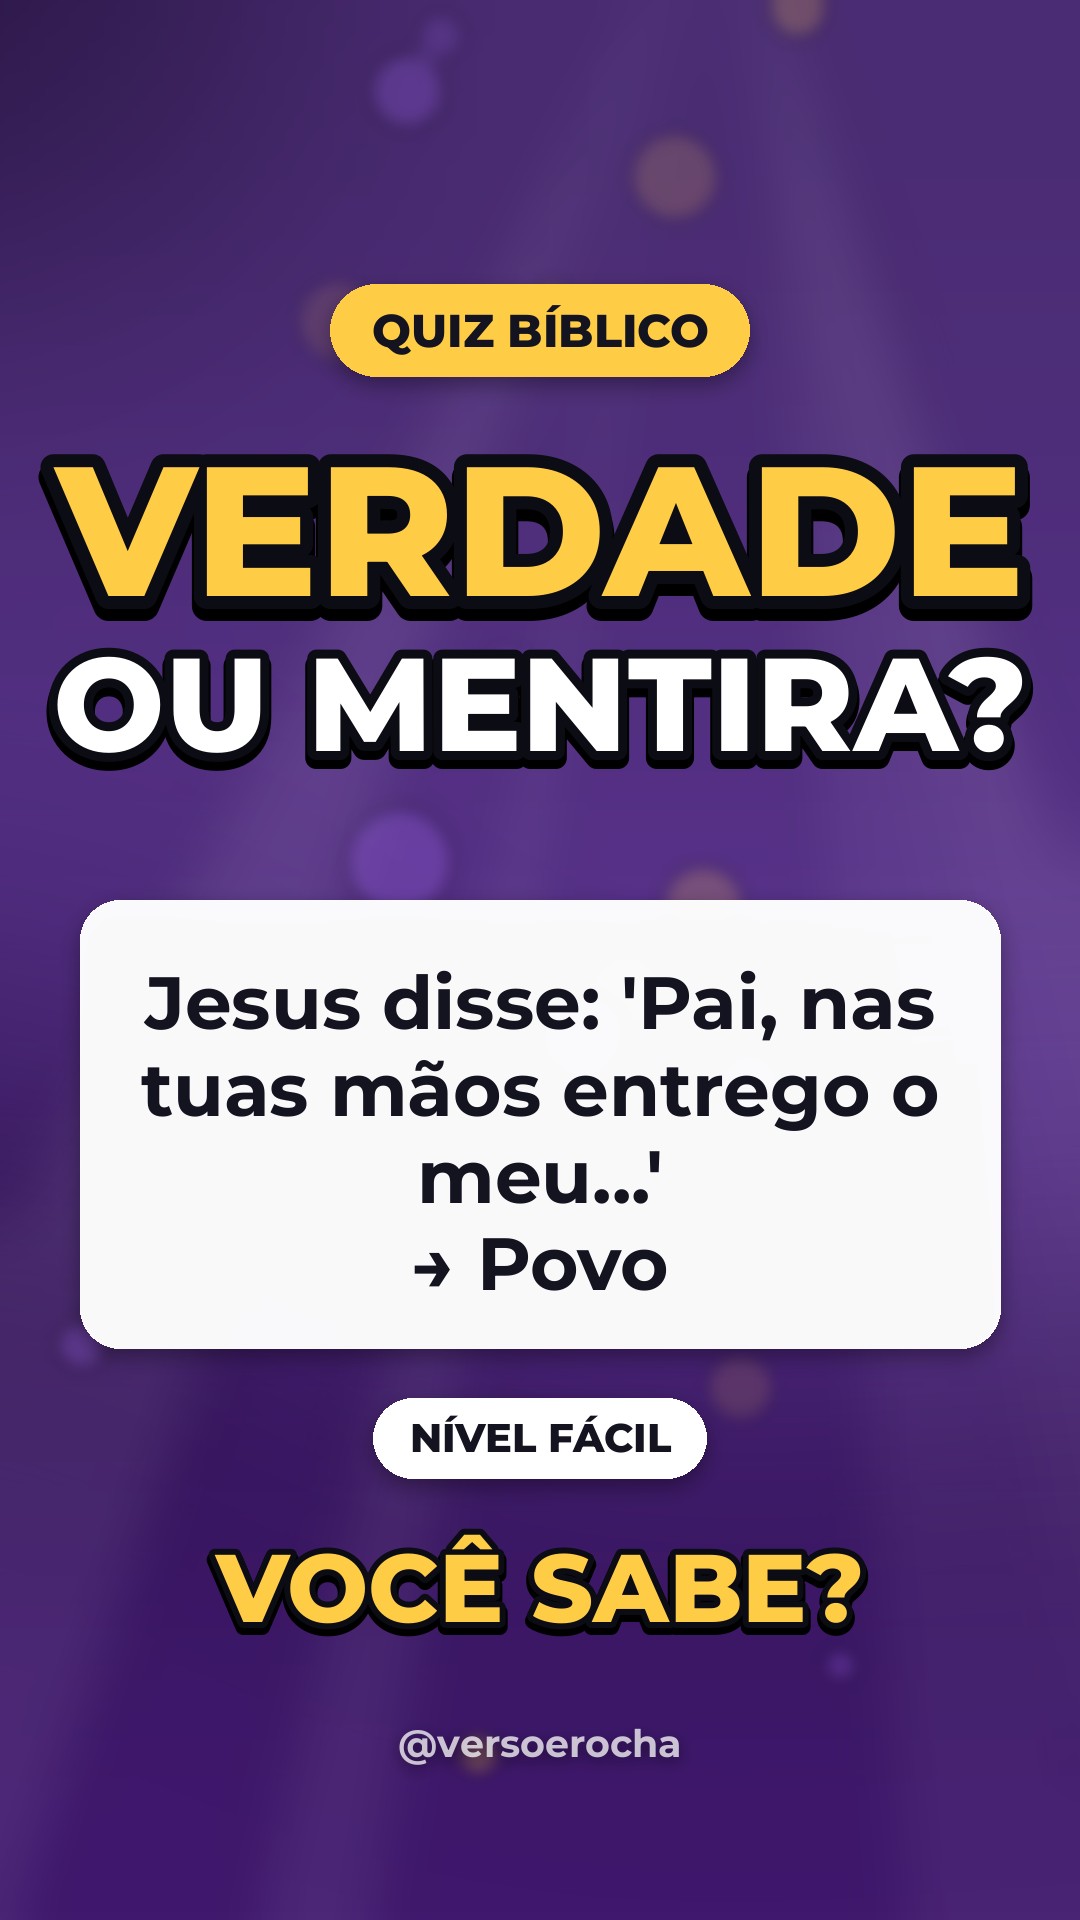 QUIZ BÍBLICO
VERDADE
OU MENTIRA?
Jesus disse: 'Pai, nas
tuas mãos entrego o
meu...'
→ Povo
NÍVEL FÁCIL
VOCÊ SABE?
@versoerocha